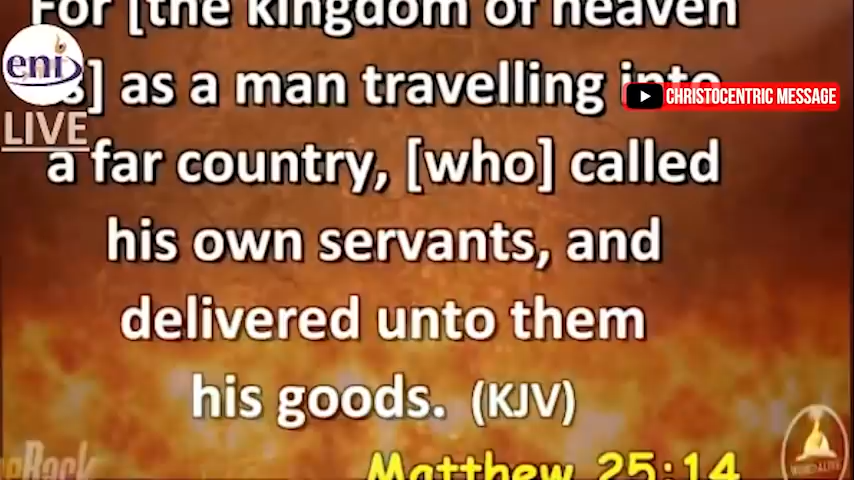 For [the kingdom of heaven
] as a man travelling into
a far country, [who] called
his own servants, and
delivered unto them
his goods. (KJV)
Matthew 25:14
eni
LIVE
CHRISTOCENTRIC MESSAGE